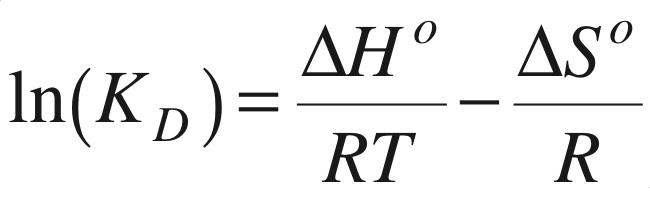 ln(K_D) = ΔH^o / RT − ΔS^o / R